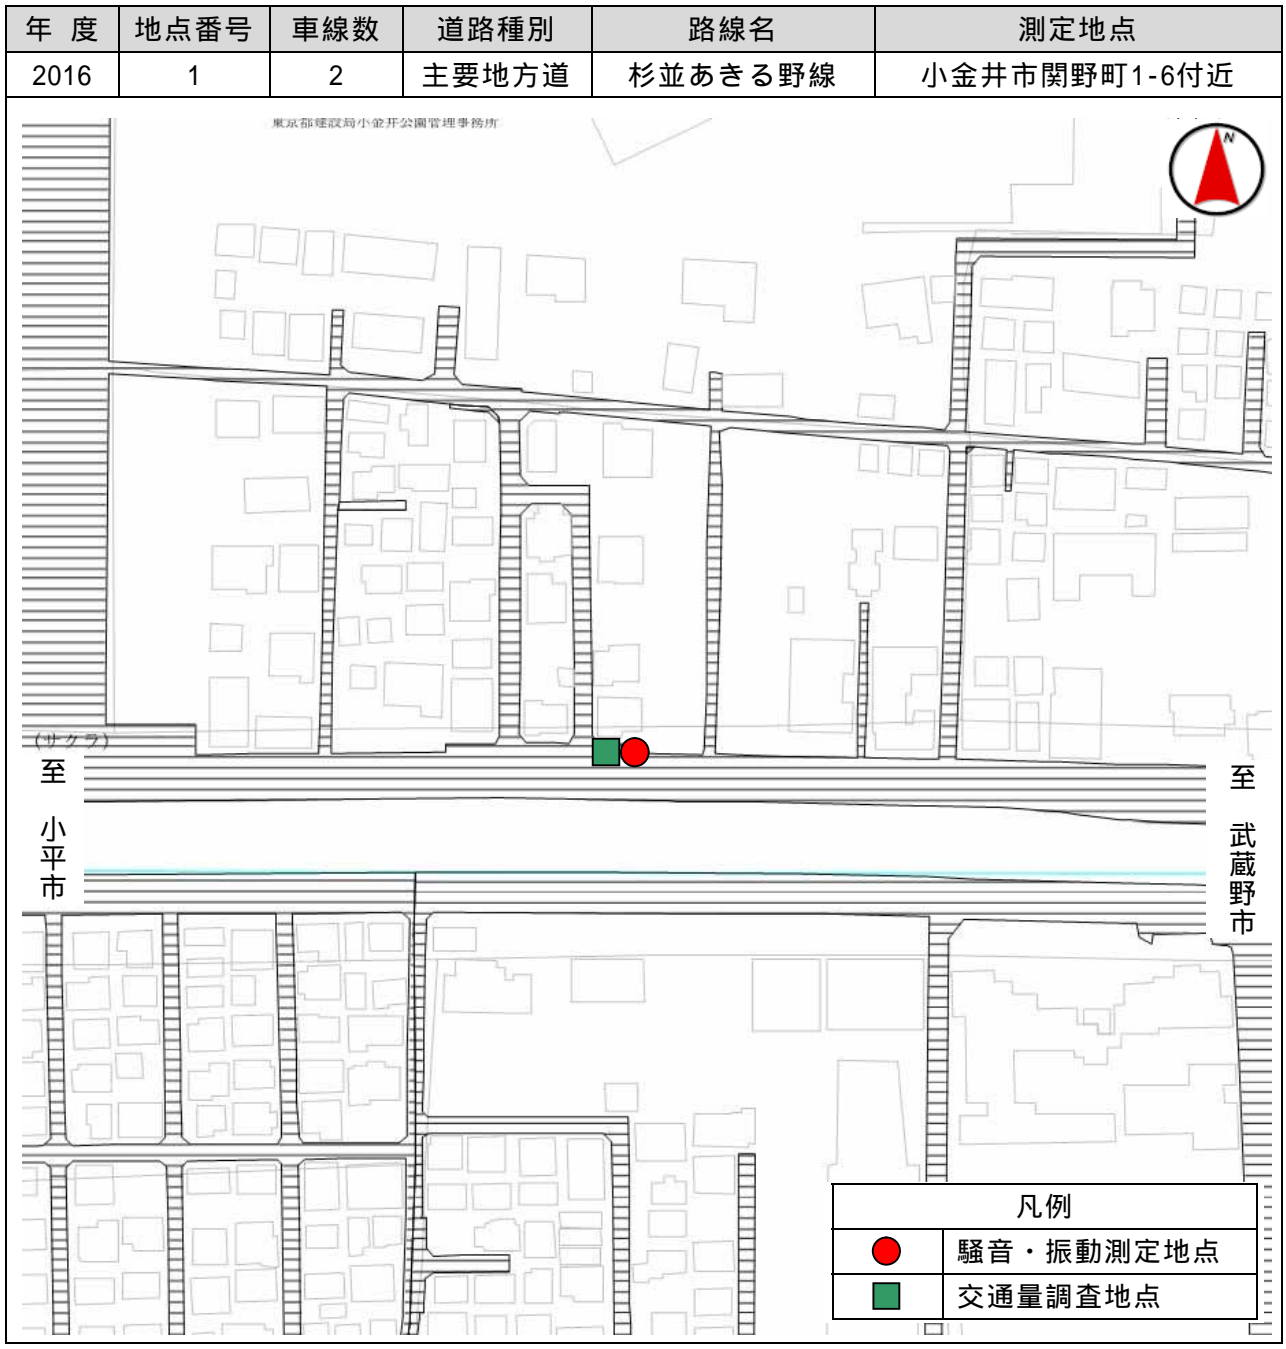 年 度 地点番号 車線数 道路種別 路線名 測定地点
2016 1 2 主要地方道 杉並あきる野線 小金井市関野町1-6付近
東京都建設局小金井公園管理事務所
N
(サクラ)
至 小平市
至 武蔵野市
凡例
騒音・振動測定地点
交通量調査地点